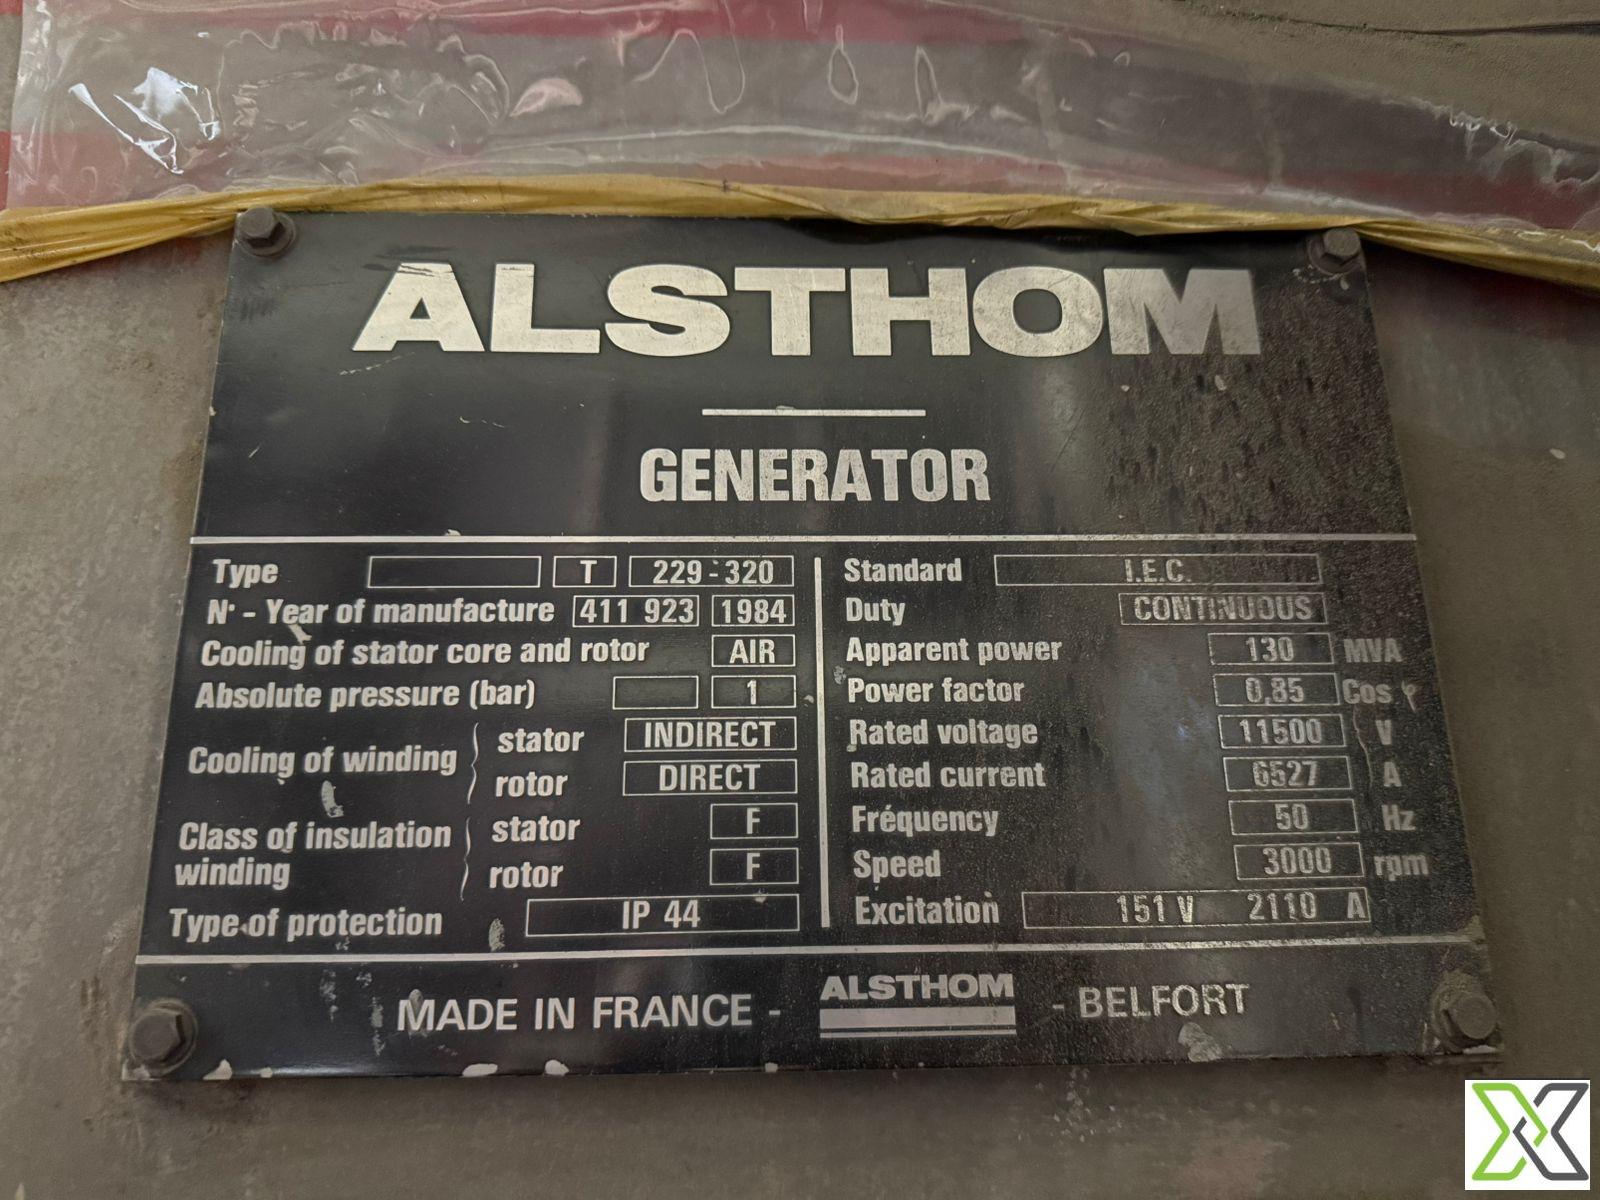 ALSTHOM
GENERATOR
Type T 229-320
N° - Year of manufacture 411 923 1984
Cooling of stator core and rotor AIR
Absolute pressure (bar) 1
Cooling of winding stator INDIRECT
rotor DIRECT
Class of insulation winding stator F
rotor F
Type of protection IP 44
Standard I.E.C.
Duty CONTINUOUS
Apparent power 130 MVA
Power factor 0,85 Cos φ
Rated voltage 11500 V
Rated current 6527 A
Fréquency 50 Hz
Speed 3000 rpm
Excitation 151 V 2110 A
MADE IN FRANCE - ALSTHOM - BELFORT